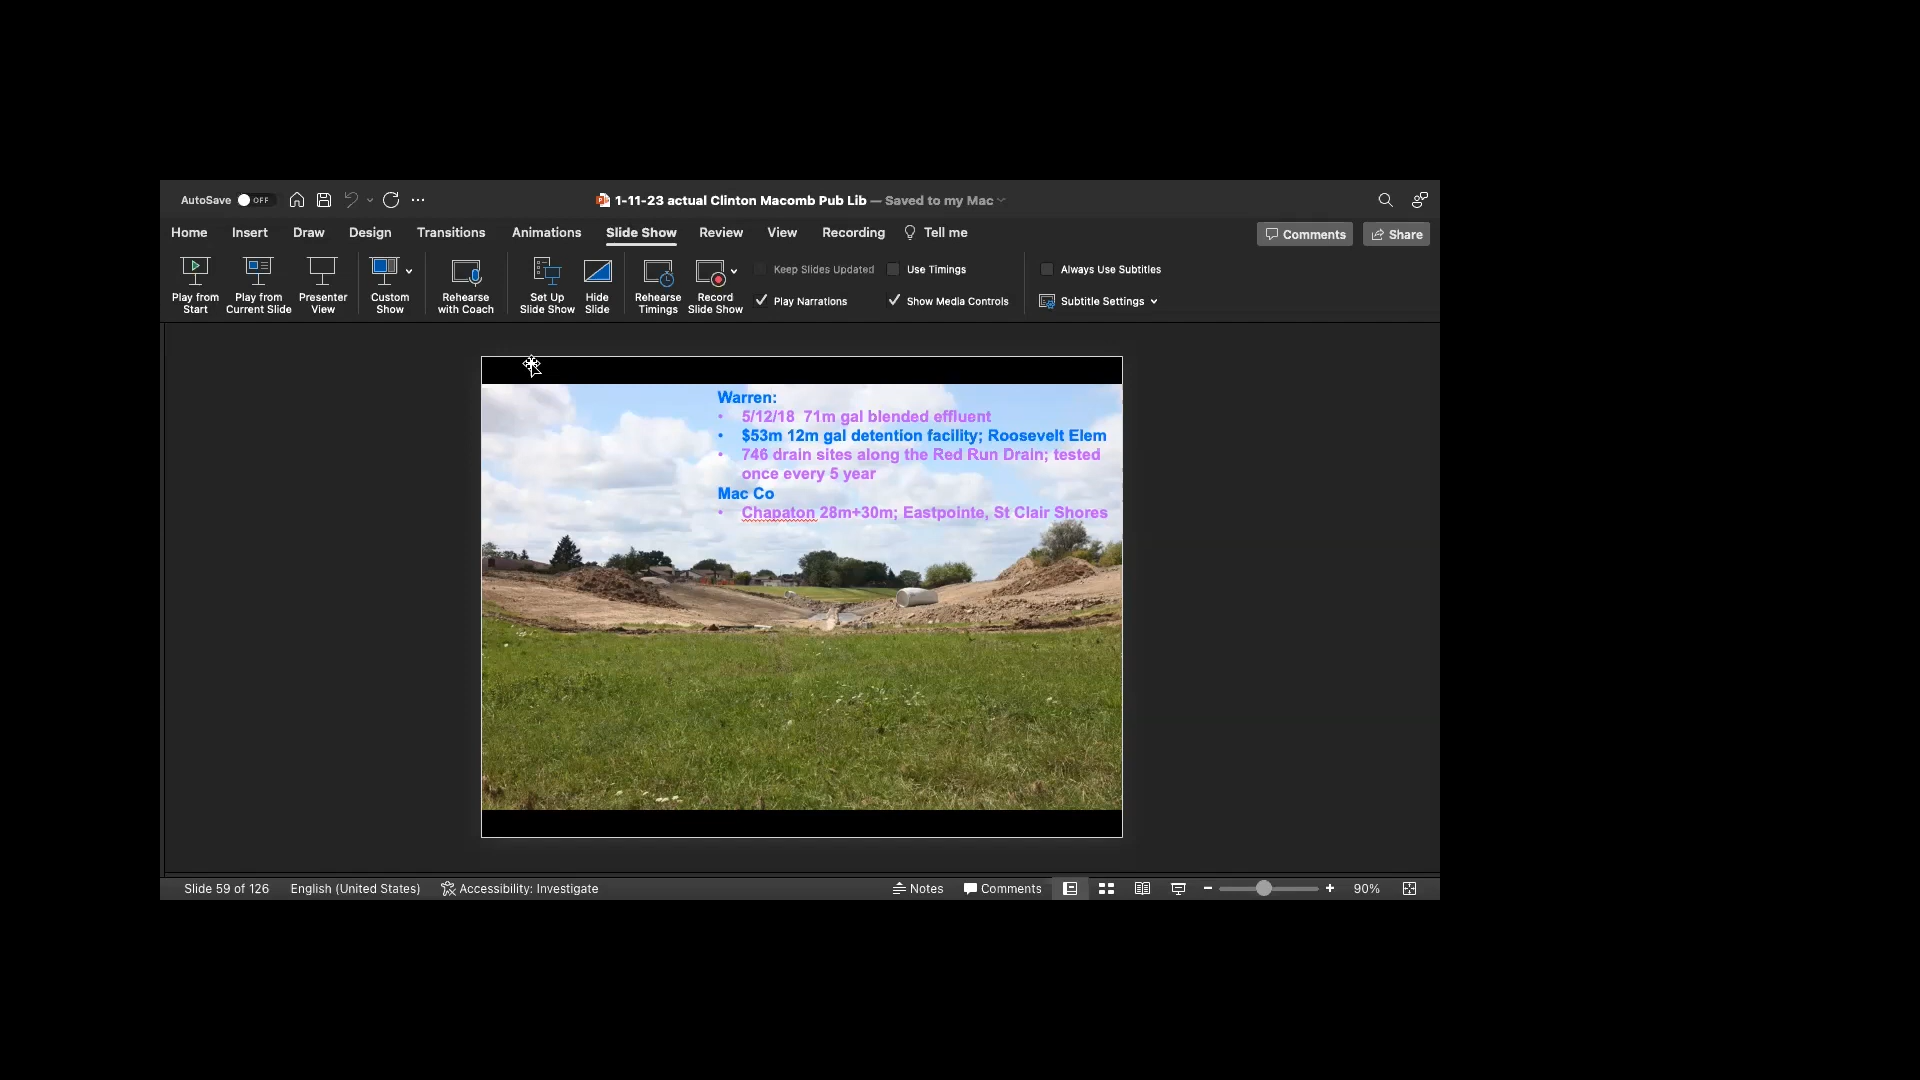 AutoSave OFF
1-11-23 actual Clinton Macomb Pub Lib — Saved to my Mac
Home Insert Draw Design Transitions Animations Slide Show Review View Recording Tell me
Comments Share
Play from Start
Play from Current Slide
Presenter View
Custom Show
Rehearse with Coach
Set Up Slide Show
Hide Slide
Rehearse Timings
Record Slide Show
Keep Slides Updated
Use Timings
Play Narrations
Show Media Controls
Always Use Subtitles
Subtitle Settings
Warren:
• 5/12/18 71m gal blended effluent
• $53m 12m gal detention facility; Roosevelt Elem
• 746 drain sites along the Red Run Drain; tested
once every 5 year
Mac Co
• Chapaton 28m+30m; Eastpointe, St Clair Shores
Slide 59 of 126 English (United States) Accessibility: Investigate Notes Comments 90%